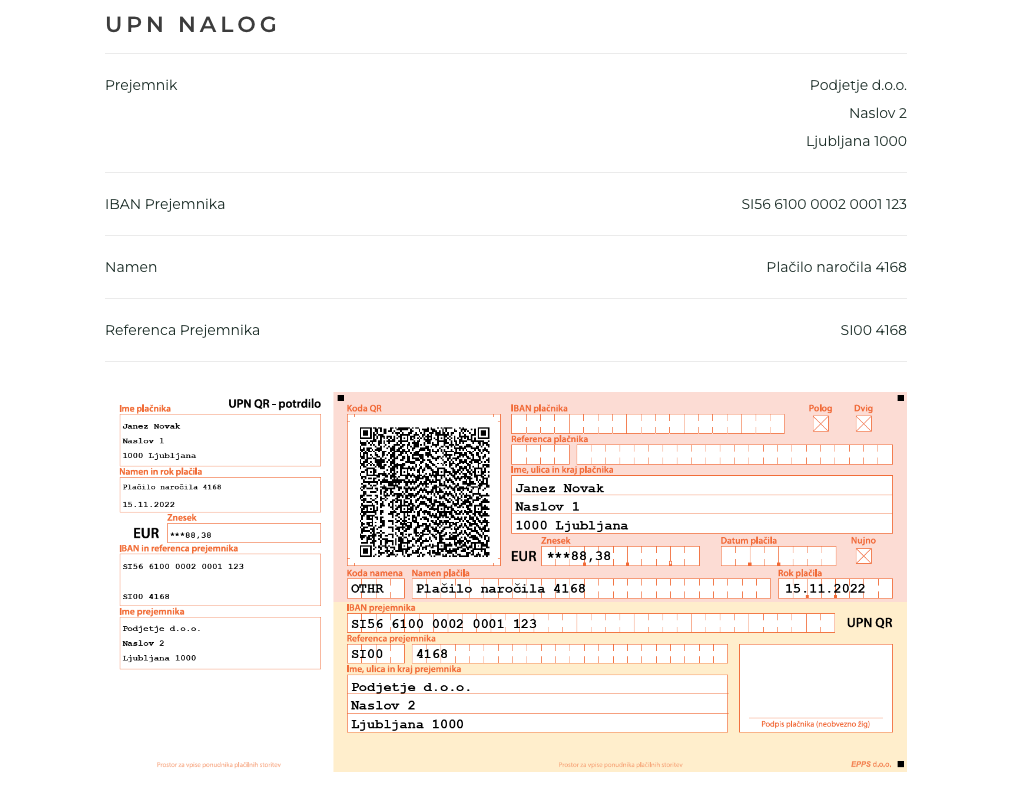 UPN NALOG
Prejemnik
Podjetje d.o.o.
Naslov 2
Ljubljana 1000
IBAN Prejemnika
SI56 6100 0002 0001 123
Namen
Plačilo naročila 4168
Referenca Prejemnika
SI00 4168
UPN QR – potrdilo
Ime plačnika
Janez Novak
Naslov 1
1000 Ljubljana
Namen in rok plačila
Plačilo naročila 4168
15.11.2022
Znesek
EUR ***88,38
IBAN in referenca prejemnika
SI56 6100 0002 0001 123
SI00 4168
Ime prejemnika
Podjetje d.o.o.
Naslov 2
Ljubljana 1000
Prostor za vpise ponudnika plačilnih storitev
Koda QR
IBAN plačnika
Polog
Dvig
Referenca plačnika
Ime, ulica in kraj plačnika
Janez Novak
Naslov 1
1000 Ljubljana
Znesek
Datum plačila
Nujno
EUR ***88,38
Koda namena
Namen plačila
Rok plačila
OTHR
Plačilo naročila 4168
15.11.2022
IBAN prejemnika
SI56 6100 0002 0001 123
UPN QR
Referenca prejemnika
SI00 4168
Ime, ulica in kraj prejemnika
Podjetje d.o.o.
Naslov 2
Ljubljana 1000
Podpis plačnika (neobvezno žig)
Prostor za vpise ponudnika plačilnih storitev
EPPS d.o.o.